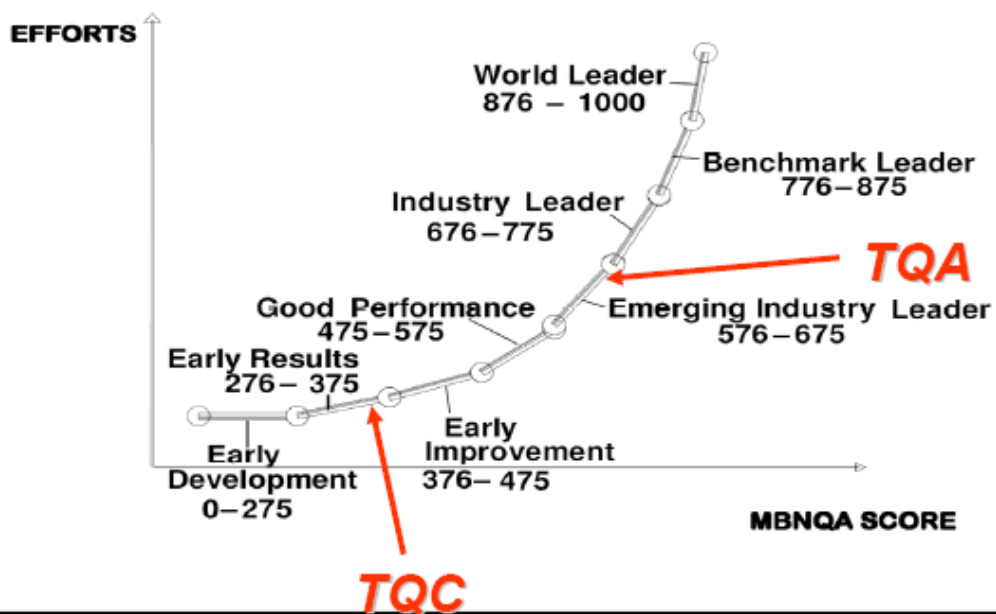 EFFORTS
World Leader
876 – 1000
Benchmark Leader
776–875
Industry Leader
676–775
TQA
Good Performance
475–575
Emerging Industry Leader
576–675
Early Results
276– 375
Early
Improvement
376– 475
Early
Development
0–275
MBNQA SCORE
TQC